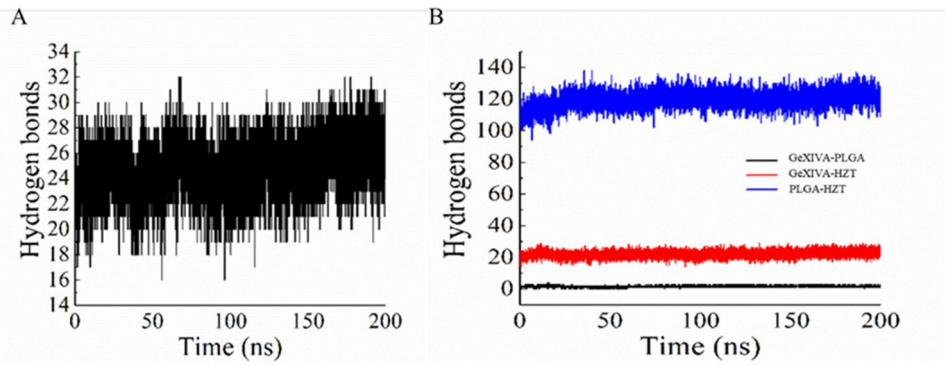 A
Hydrogen bonds
34
32
30
28
26
24
22
20
18
16
14
0 50 100 150 200
Time (ns)
B
Hydrogen bonds
140
120
100
80
60
40
20
0
GeXIVA-PLGA
GeXIVA-HZT
PLGA-HZT
0 50 100 150 200
Time (ns)